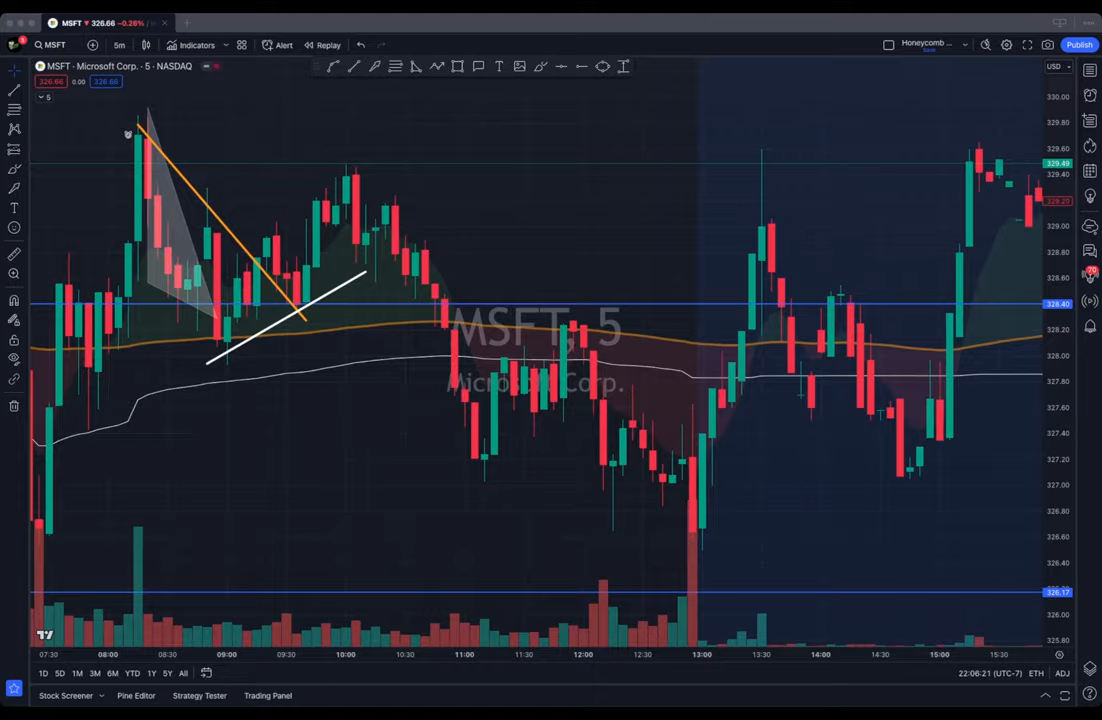 MSFT ▼ 326.66 −0.26%
5 MSFT 5m Indicators Alert Replay Honeycomb ... Save Publish
MSFT · Microsoft Corp. · 5 · NASDAQ USD
326.66 0.00 326.68
5
330.00
329.80
329.60
329.49
329.40
329.20
329.00
328.80
70
328.60
328.40
328.20
MSFT, 5
328.00
Microsoft Corp.
327.80
327.60
327.40
327.20
327.00
326.80
326.60
326.40
326.17
326.00
325.80
07:30 08:00 08:30 09:00 09:30 10:00 10:30 11:00 11:30 12:00 12:30 13:00 13:30 14:00 14:30 15:00 15:30
1D 5D 1M 3M 6M YTD 1Y 5Y All 22:06:21 (UTC-7) ETH ADJ
Stock Screener Pine Editor Strategy Tester Trading Panel